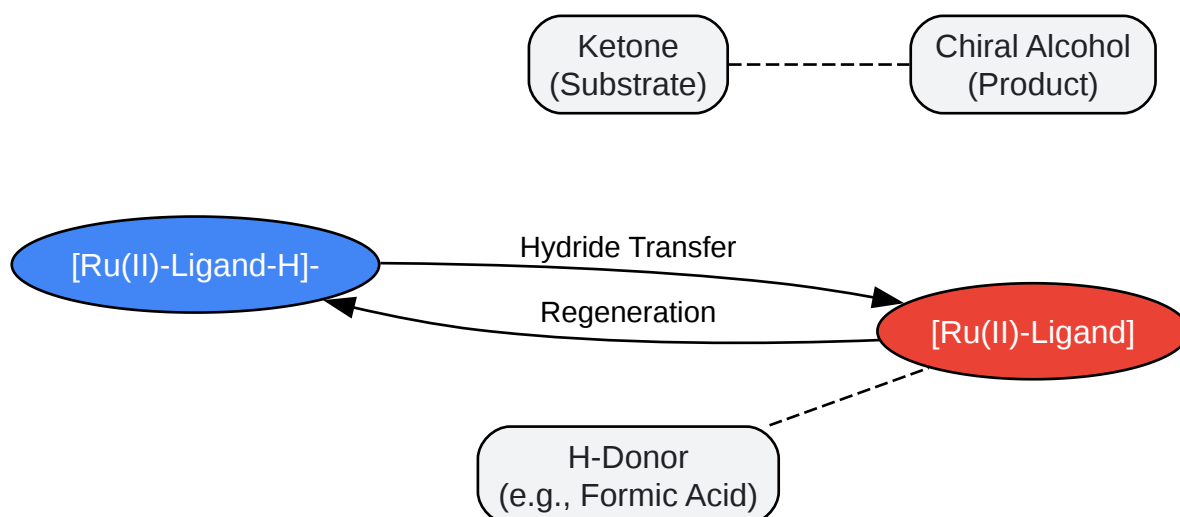 Ketone
(Substrate)
Chiral Alcohol
(Product)
Hydride Transfer
[Ru(II)-Ligand-H]-
Regeneration
[Ru(II)-Ligand]
H-Donor
(e.g., Formic Acid)